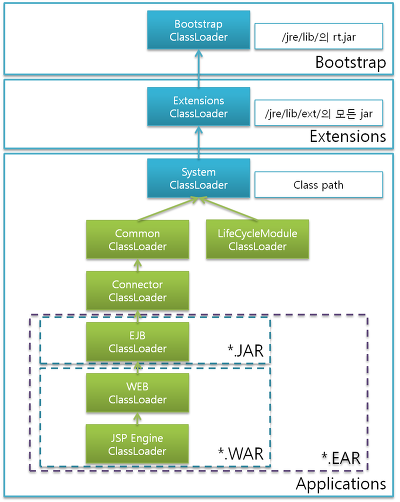 Bootstrap
ClassLoader
/jre/lib/의 rt.jar
Bootstrap
Extensions
ClassLoader
/jre/lib/ext/의 모든 jar
Extensions
System
ClassLoader
Class path
Common
ClassLoader
LifeCycleModule
ClassLoader
Connector
ClassLoader
EJB
ClassLoader
*.JAR
WEB
ClassLoader
JSP Engine
ClassLoader
*.WAR
*.EAR
Applications